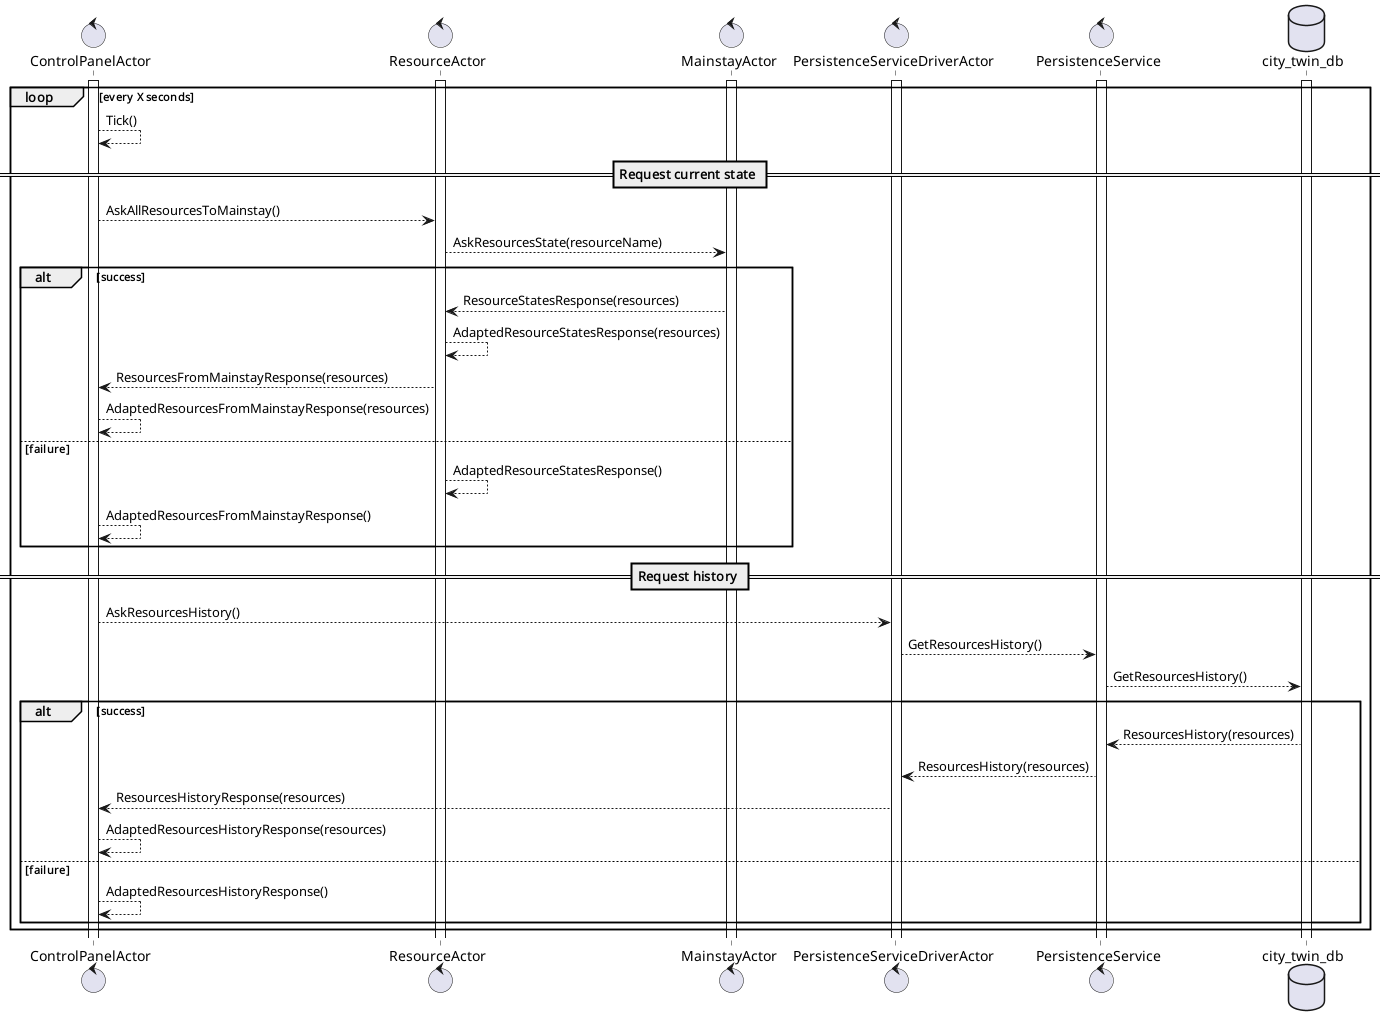 ControlPanelActor
ResourceActor
MainstayActor
PersistenceServiceDriverActor
PersistenceService
city_twin_db
loop
[every X seconds]
Tick()
Request current state
AskAllResourcesToMainstay()
AskResourcesState(resourceName)
alt
[success]
ResourceStatesResponse(resources)
AdaptedResourceStatesResponse(resources)
ResourcesFromMainstayResponse(resources)
AdaptedResourcesFromMainstayResponse(resources)
[failure]
AdaptedResourceStatesResponse()
AdaptedResourcesFromMainstayResponse()
Request history
AskResourcesHistory()
GetResourcesHistory()
GetResourcesHistory()
alt
[success]
ResourcesHistory(resources)
ResourcesHistory(resources)
ResourcesHistoryResponse(resources)
AdaptedResourcesHistoryResponse(resources)
[failure]
AdaptedResourcesHistoryResponse()
ControlPanelActor
ResourceActor
MainstayActor
PersistenceServiceDriverActor
PersistenceService
city_twin_db